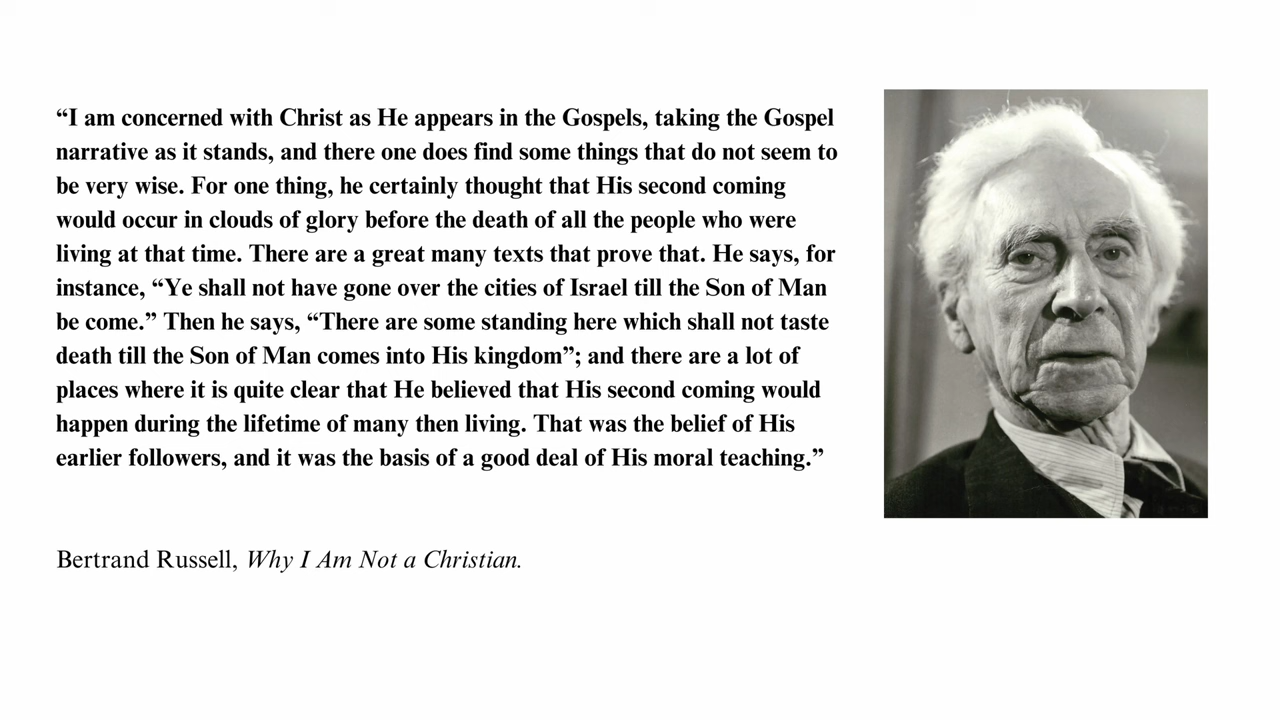 “I am concerned with Christ as He appears in the Gospels, taking the Gospel
narrative as it stands, and there one does find some things that do not seem to
be very wise. For one thing, he certainly thought that His second coming
would occur in clouds of glory before the death of all the people who were
living at that time. There are a great many texts that prove that. He says, for
instance, “Ye shall not have gone over the cities of Israel till the Son of Man
be come.” Then he says, “There are some standing here which shall not taste
death till the Son of Man comes into His kingdom”; and there are a lot of
places where it is quite clear that He believed that His second coming would
happen during the lifetime of many then living. That was the belief of His
earlier followers, and it was the basis of a good deal of His moral teaching.”
Bertrand Russell, Why I Am Not a Christian.